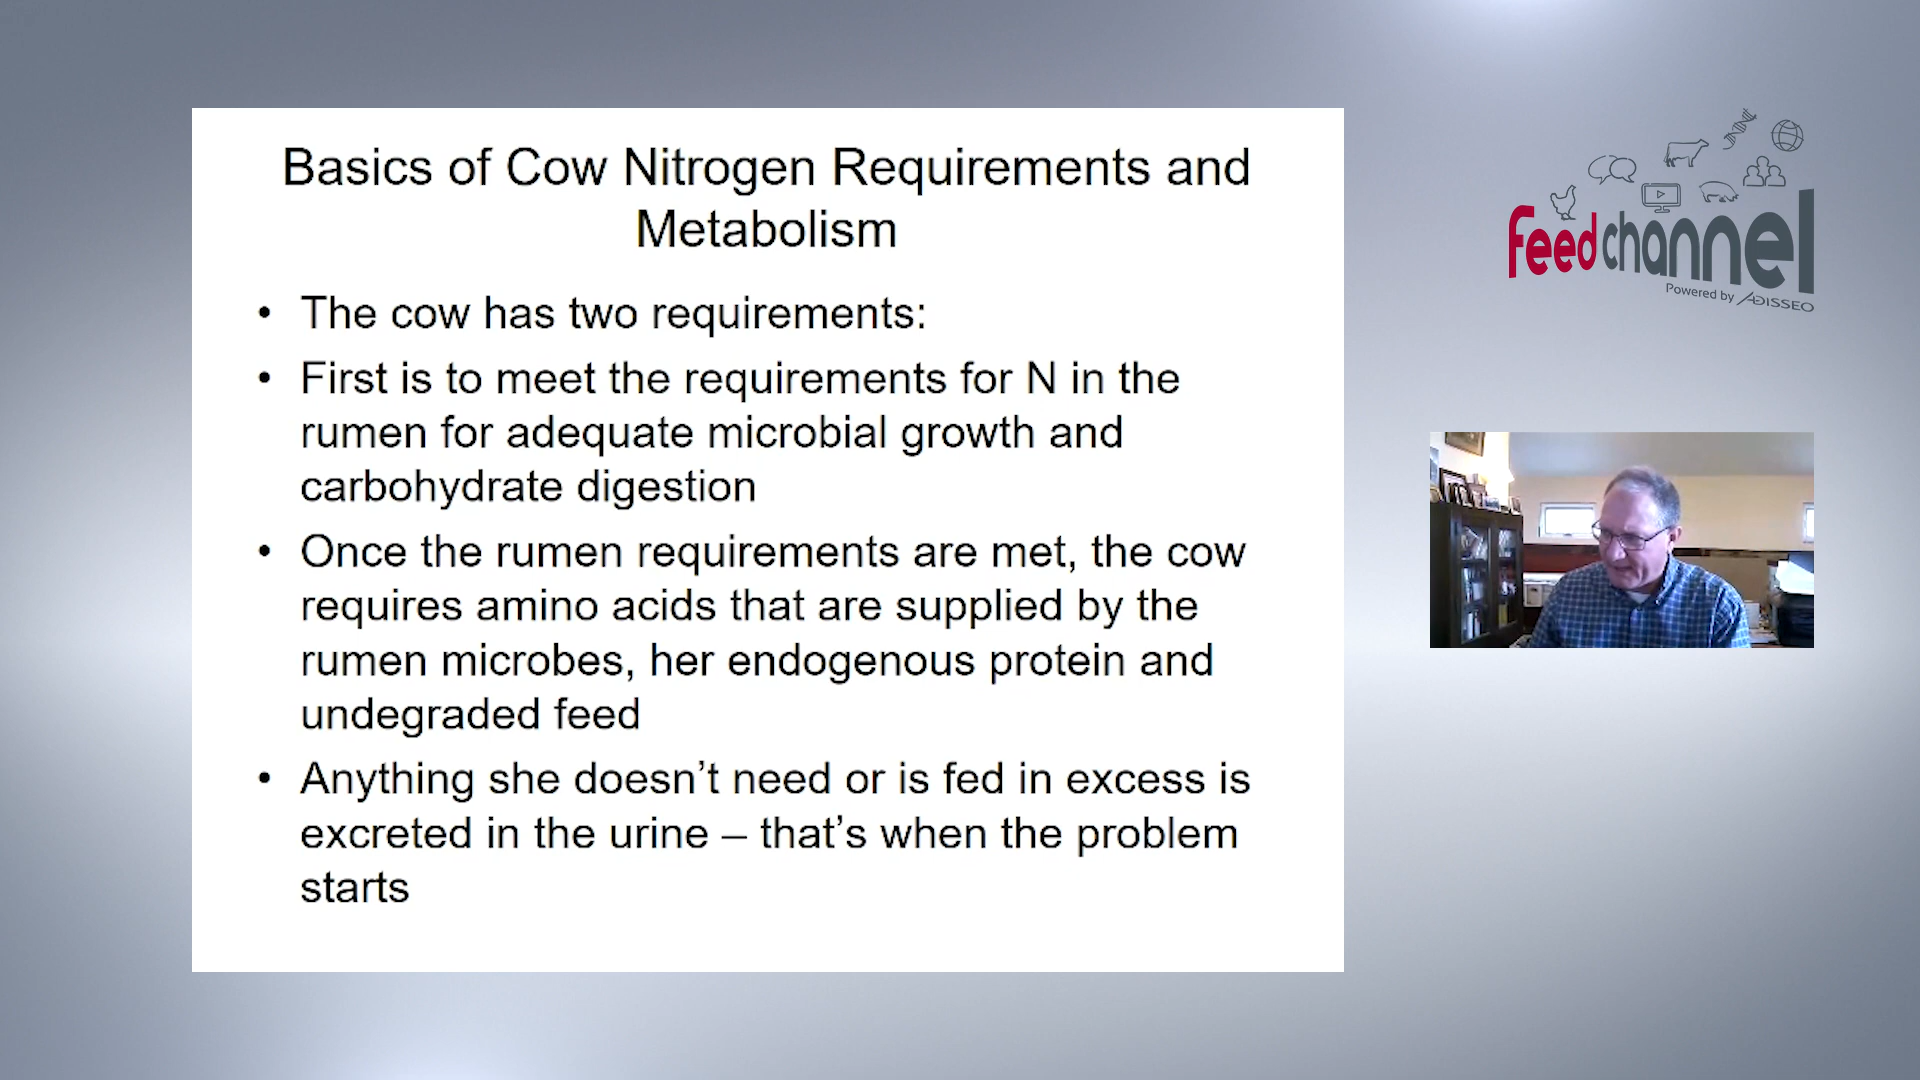 Basics of Cow Nitrogen Requirements and
Metabolism
• The cow has two requirements:
• First is to meet the requirements for N in the
rumen for adequate microbial growth and
carbohydrate digestion
• Once the rumen requirements are met, the cow
requires amino acids that are supplied by the
rumen microbes, her endogenous protein and
undegraded feed
• Anything she doesn’t need or is fed in excess is
excreted in the urine – that’s when the problem
starts
feedchannel
Powered by ADISSEO